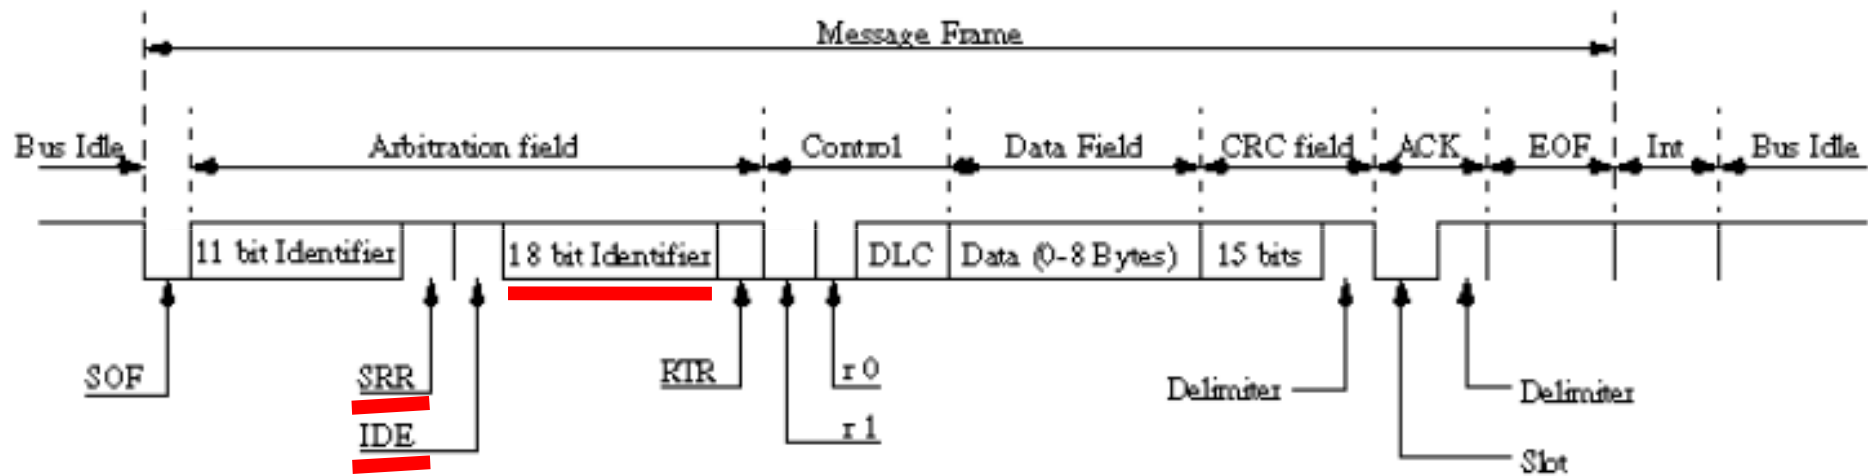 Message Frame
Bus Idle Arbitration field Control Data Field CRC field ACK EOF Int Bus Idle
11 bit Identifier 18 bit Identifier DLC Data (0-8 Bytes) 15 bits
SOF SRR RTR r 0 Delimiter Delimiter
IDE r 1 Slot